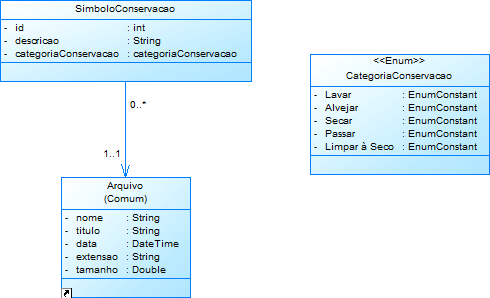 SimboloConservacao
- id : int
- descricao : String
- categoriaConservacao : categoriaConservacao
0..*
1..1
Arquivo
(Comum)
- nome : String
- titulo : String
- data : DateTime
- extensao : String
- tamanho : Double
<<Enum>>
CategoriaConservacao
- Lavar : EnumConstant
- Alvejar : EnumConstant
- Secar : EnumConstant
- Passar : EnumConstant
- Limpar à Seco : EnumConstant